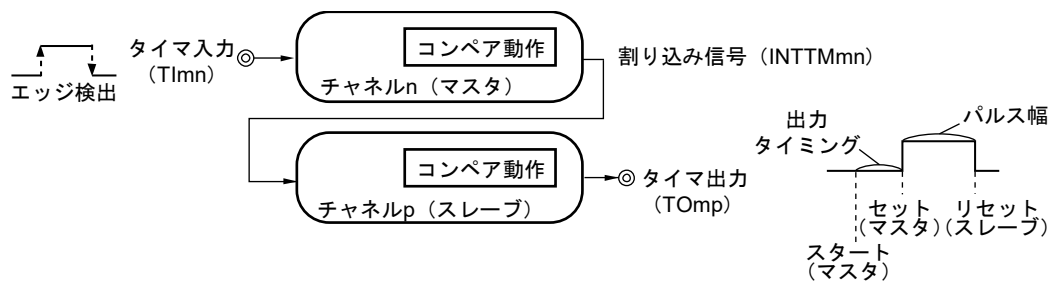 エッジ検出
タイマ入力
(TImn)
コンペア動作
チャネルn（マスタ）
割り込み信号（INTTMmn）
コンペア動作
チャネルp（スレーブ）
タイマ出力
(TOmp)
出力
タイミング
パルス幅
セット
（マスタ）
リセット
（スレーブ）
スタート
（マスタ）